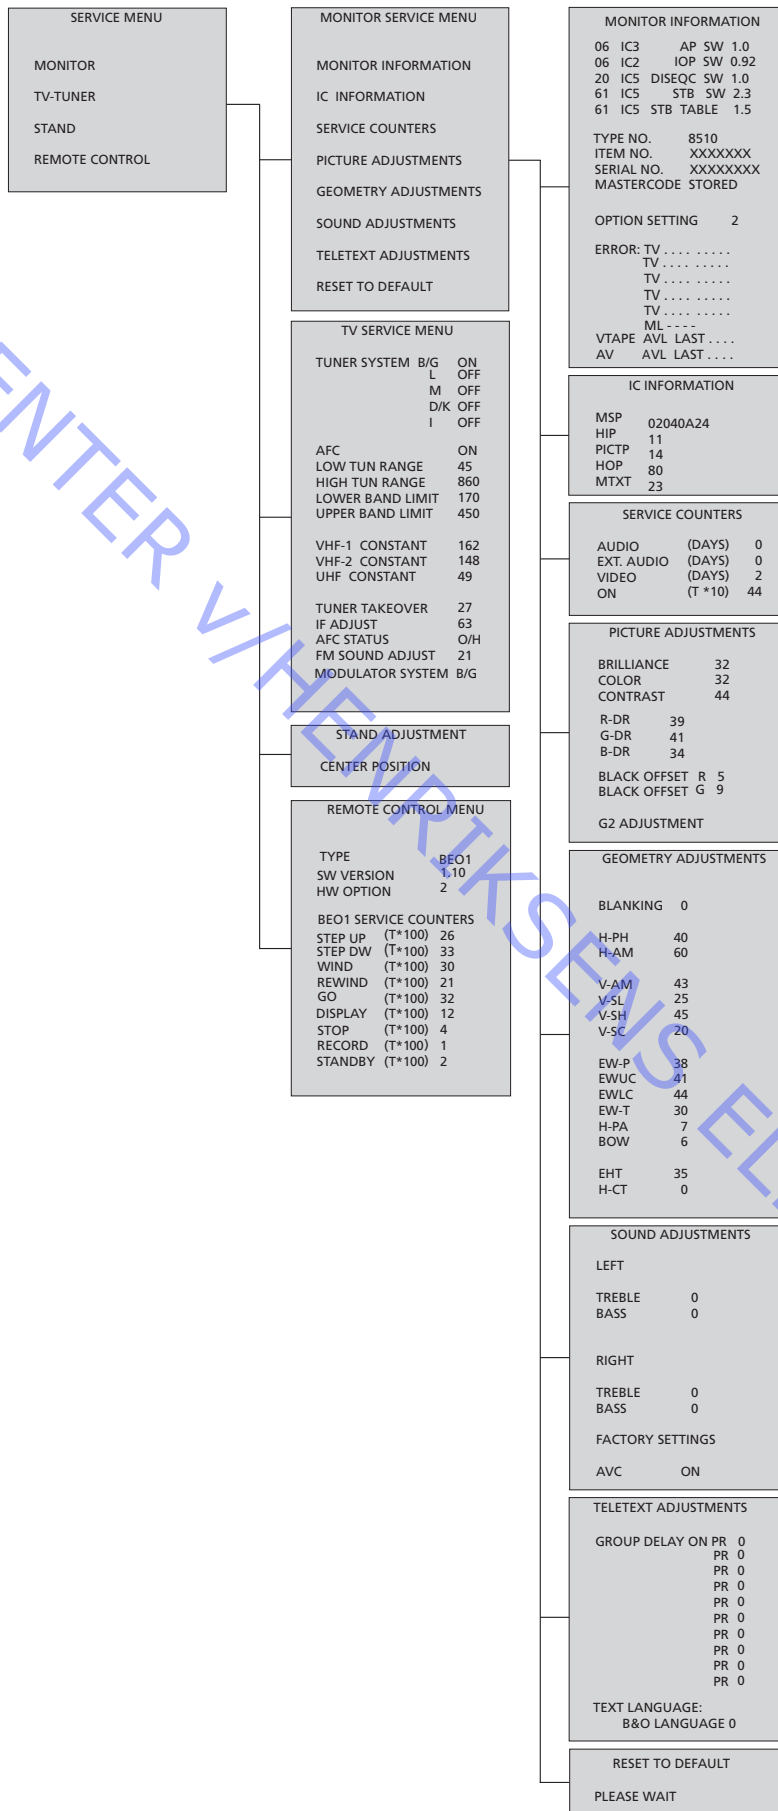 SERVICE MENU
MONITOR
TV-TUNER
STAND
REMOTE CONTROL
MONITOR SERVICE MENU
MONITOR INFORMATION
IC INFORMATION
SERVICE COUNTERS
PICTURE ADJUSTMENTS
GEOMETRY ADJUSTMENTS
SOUND ADJUSTMENTS
TELETEXT ADJUSTMENTS
RESET TO DEFAULT
TV SERVICE MENU
TUNER SYSTEM B/G ON
L OFF
M OFF
D/K OFF
I OFF
AFC ON
LOW TUN RANGE 45
HIGH TUN RANGE 860
LOWER BAND LIMIT 170
UPPER BAND LIMIT 450
VHF-1 CONSTANT 162
VHF-2 CONSTANT 148
UHF CONSTANT 49
TUNER TAKEOVER 27
IF ADJUST 63
AFC STATUS O/H
FM SOUND ADJUST 21
MODULATOR SYSTEM B/G
STAND ADJUSTMENT
CENTER POSITION
REMOTE CONTROL MENU
TYPE BEO1
SW VERSION 1.10
HW OPTION 2
BEO1 SERVICE COUNTERS
STEP UP (T*100) 26
STEP DW (T*100) 33
WIND (T*100) 30
REWIND (T*100) 21
GO (T*100) 32
DISPLAY (T*100) 12
STOP (T*100) 4
RECORD (T*100) 1
STANDBY (T*100) 2
MONITOR INFORMATION
06 IC3 AP SW 1.0
06 IC2 IOP SW 0.92
20 IC5 DISEQC SW 1.0
61 IC5 STB SW 2.3
61 IC5 STB TABLE 1.5
TYPE NO. 8510
ITEM NO. XXXXXXX
SERIAL NO. XXXXXXXX
MASTERCODE STORED
OPTION SETTING 2
ERROR: TV . . . . . . . . .
TV . . . . . . . . .
TV . . . . . . . . .
TV . . . . . . . . .
TV . . . . . . . . .
ML - - - -
VTAPE AVL LAST . . . .
AV AVL LAST . . . .
IC INFORMATION
MSP 02040A24
HIP 11
PICTP 14
HOP 80
MTXT 23
SERVICE COUNTERS
AUDIO (DAYS) 0
EXT. AUDIO (DAYS) 0
VIDEO (DAYS) 2
ON (T *10) 44
PICTURE ADJUSTMENTS
BRILLIANCE 32
COLOR 32
CONTRAST 44
R-DR 39
G-DR 41
B-DR 34
BLACK OFFSET R 5
BLACK OFFSET G 9
G2 ADJUSTMENT
GEOMETRY ADJUSTMENTS
BLANKING 0
H-PH 40
H-AM 60
V-AM 43
V-SL 25
V-SH 45
V-SC 20
EW-P 38
EWUC 41
EWLC 44
EW-T 30
H-PA 7
BOW 6
EHT 35
H-CT 0
SOUND ADJUSTMENTS
LEFT
TREBLE 0
BASS 0
RIGHT
TREBLE 0
BASS 0
FACTORY SETTINGS
AVC ON
TELETEXT ADJUSTMENTS
GROUP DELAY ON PR 0
PR 0
PR 0
PR 0
PR 0
PR 0
PR 0
PR 0
PR 0
PR 0
TEXT LANGUAGE:
B&O LANGUAGE 0
RESET TO DEFAULT
PLEASE WAIT
ENTER v/HENRIKSENS